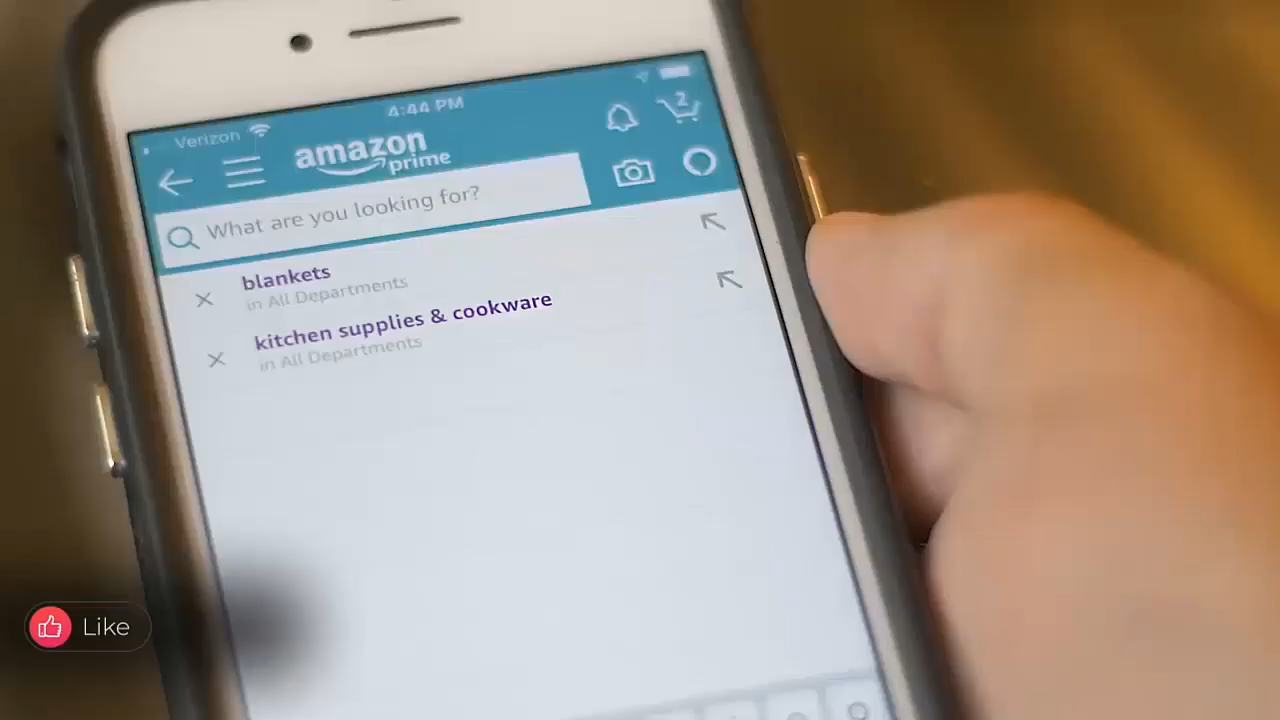 4:44 PM
Verizon
2
amazon
prime
What are you looking for?
blankets
in All Departments
kitchen supplies & cookware
in All Departments
Like